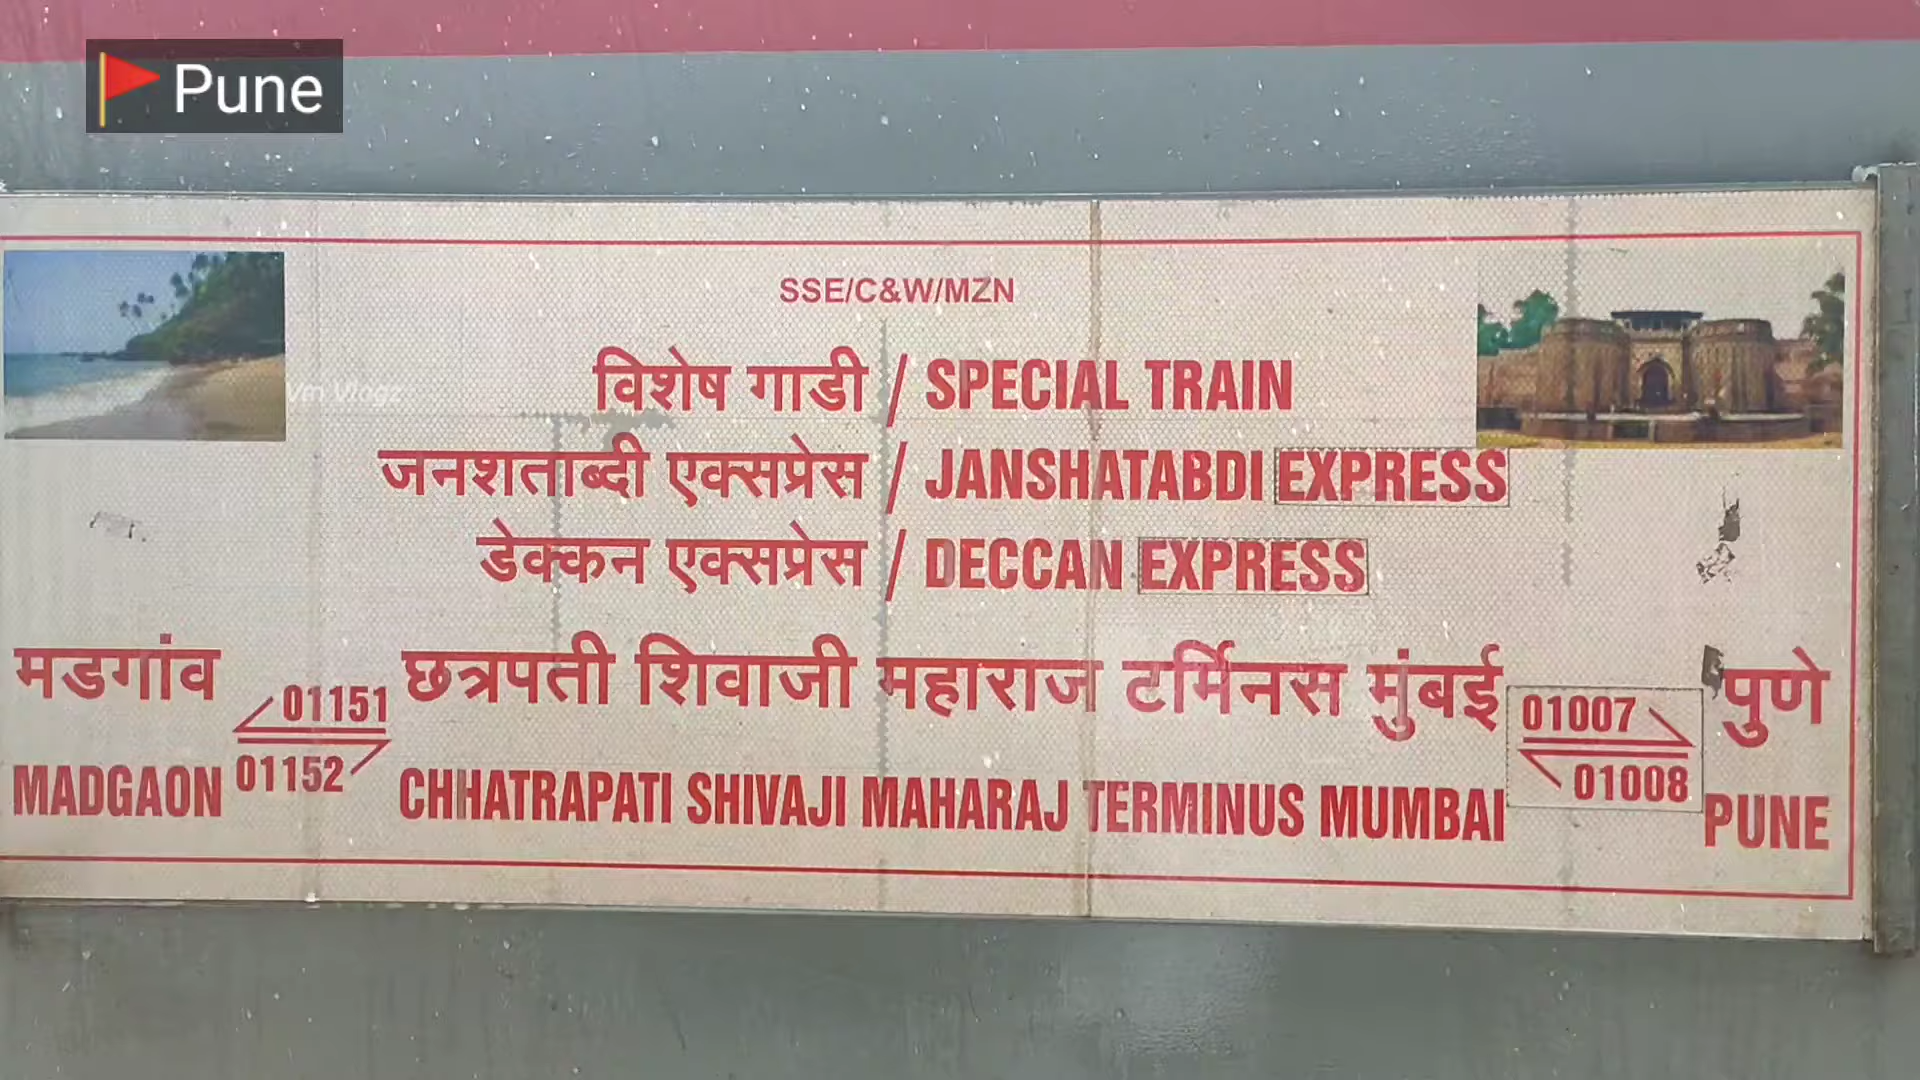 Pune
SSE/C&W/MZN
विशेष गाडी / SPECIAL TRAIN
जनशताब्दी एक्सप्रेस / JANSHATABDI EXPRESS
डेक्कन एक्सप्रेस / DECCAN EXPRESS
मडगांव 01151 छत्रपती शिवाजी महाराज टर्मिनस मुंबई 01007 पुणे
MADGAON 01152 CHHATRAPATI SHIVAJI MAHARAJ TERMINUS MUMBAI 01008 PUNE